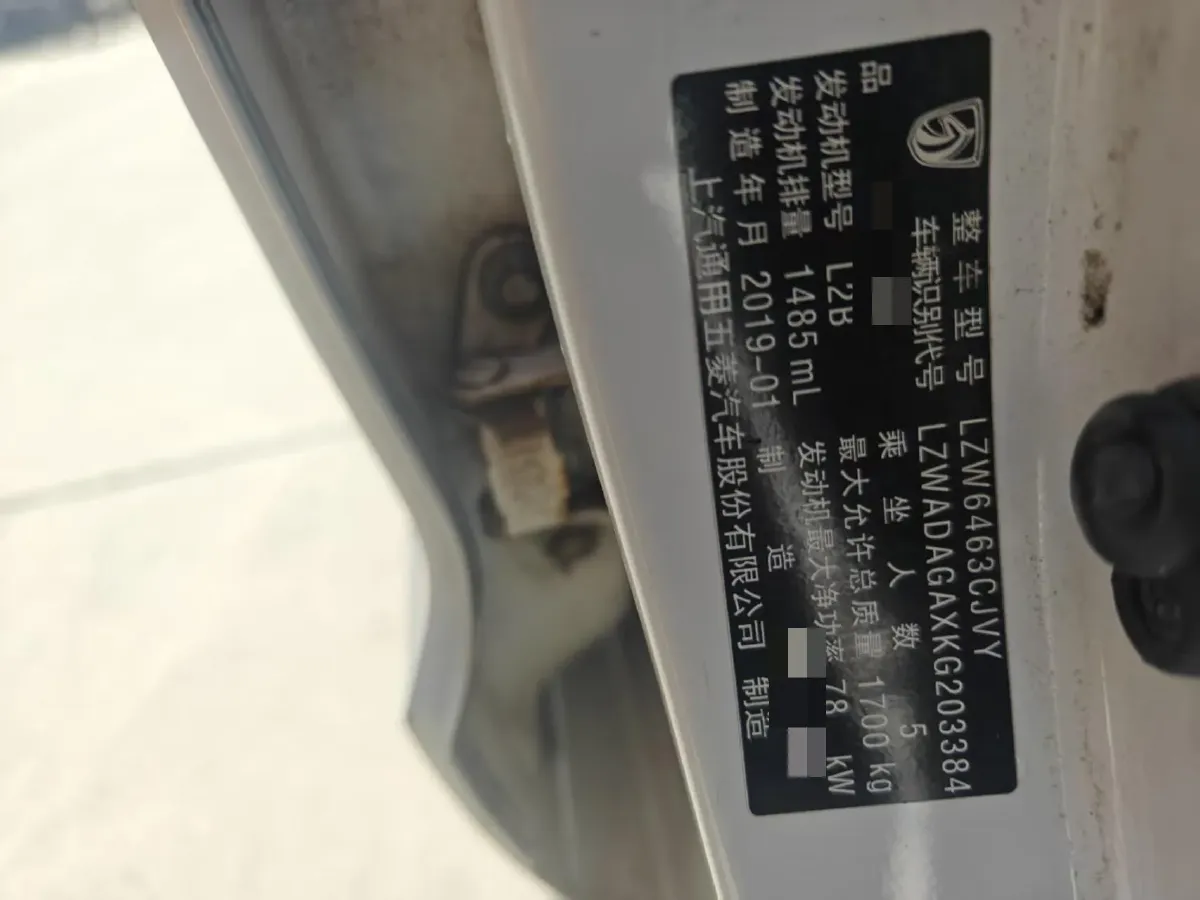 整车型号 LZW6463CJVY
车辆识别代号 LZWADAGAXKG203384
品 乘坐人数 5
发动机型号 L2B 最大允许总质量 1700 kg
发动机排量 1485 mL 发动机最大净功率 78 kW
制造年月 2019-01 制造
上汽通用五菱汽车股份有限公司 制造